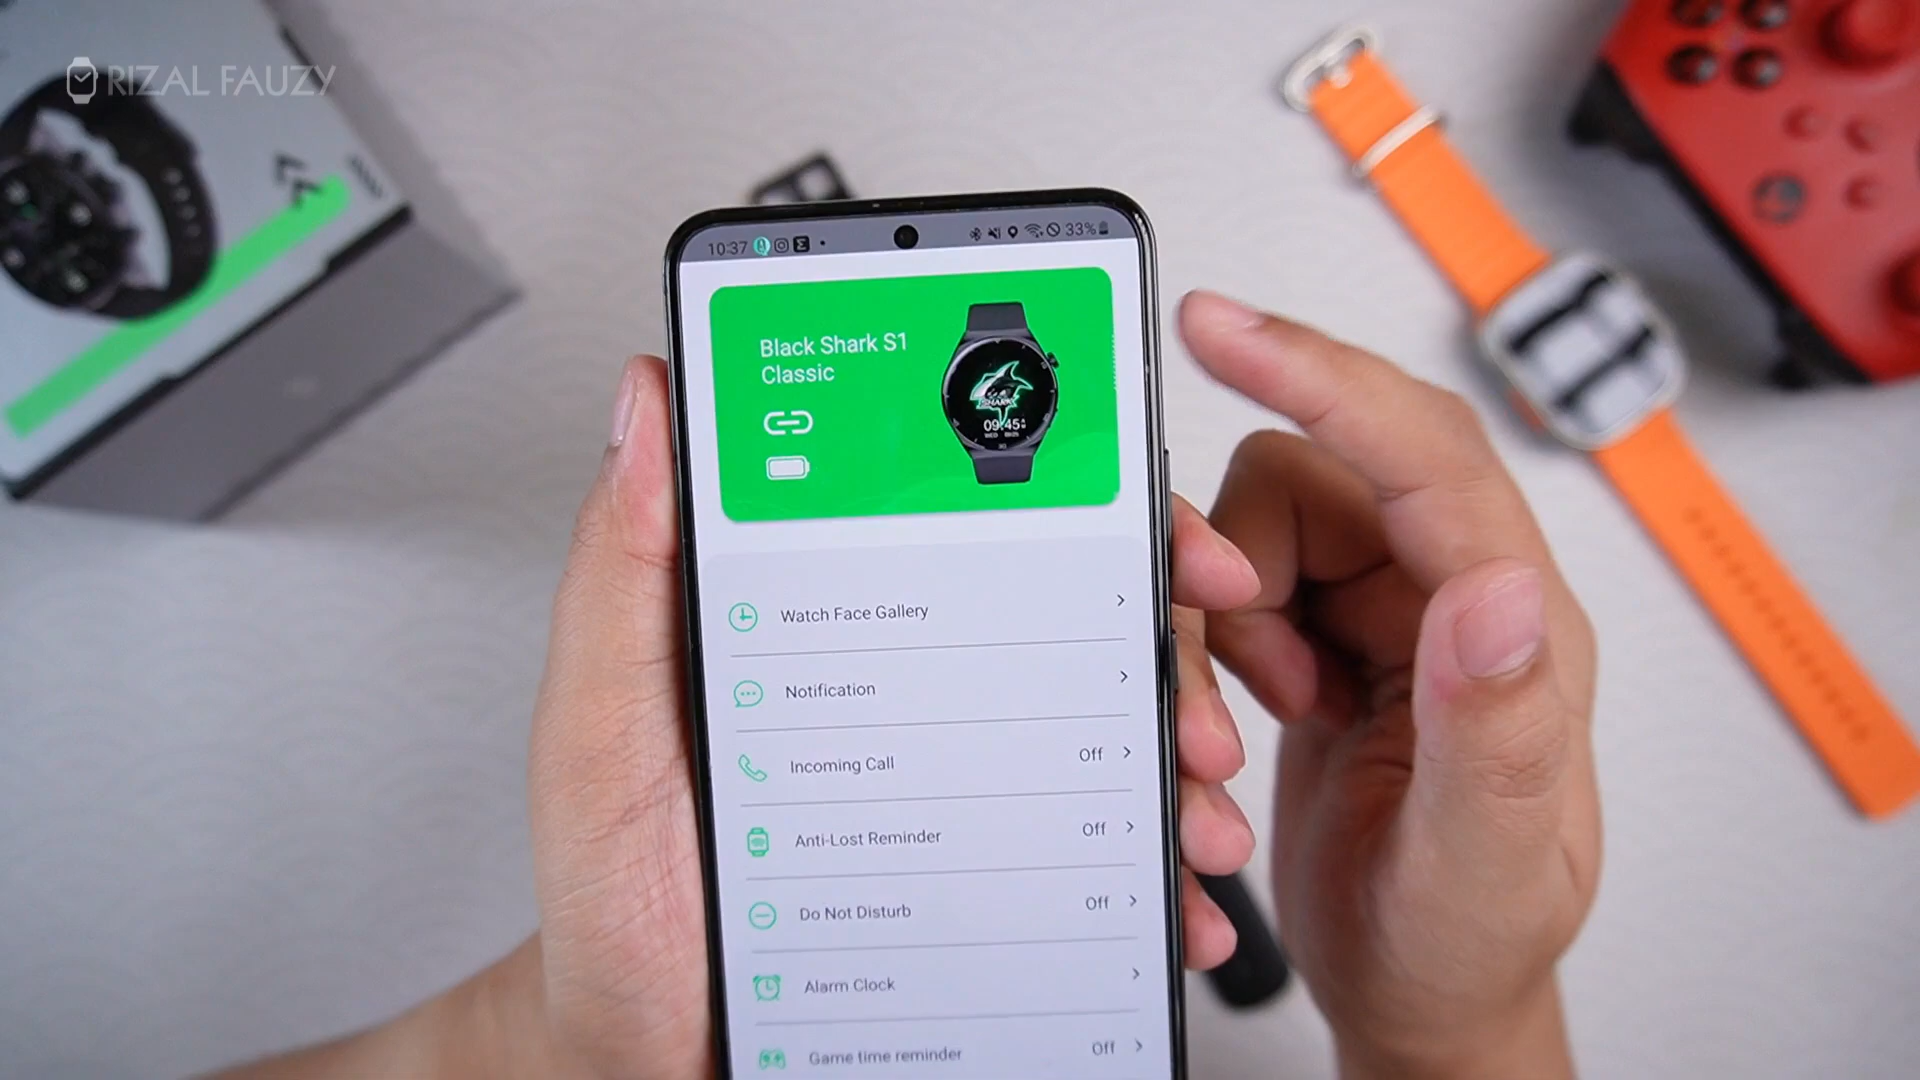 RIZAL FAUZY
10:37
33%
Black Shark S1
Classic
SHARK
09:45
Watch Face Gallery
Notification
Incoming Call Off
Anti-Lost Reminder Off
Do Not Disturb Off
Alarm Clock
Game time reminder Off